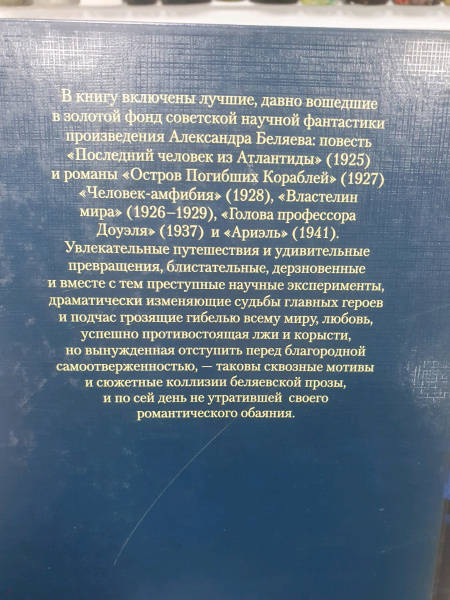 В книгу включены лучшие, давно вошедшие
в золотой фонд советской научной фантастики
произведения Александра Беляева: повесть
«Последний человек из Атлантиды» (1925)
и романы «Остров Погибших Кораблей» (1927)
«Человек-амфибия» (1928), «Властелин
мира» (1926–1929), «Голова профессора
Доуэля» (1937) и «Ариэль» (1941).
Увлекательные путешествия и удивительные
превращения, блистательные, дерзновенные
и вместе с тем преступные научные эксперименты,
драматически изменяющие судьбы главных героев
и подчас грозящие гибелью всему миру, любовь,
успешно противостоящая лжи и корысти,
но вынужденная отступить перед благородной
самоотверженностью, — таковы сквозные мотивы
и сюжетные коллизии беляевской прозы,
и по сей день не утратившей своего
романтического обаяния.